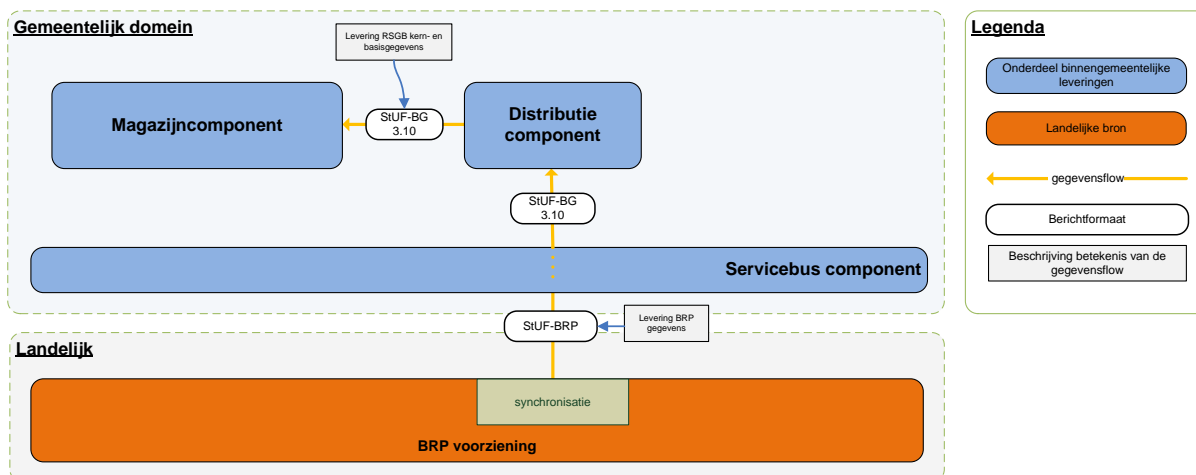 Gemeentelijk domein
Levering RSGB kern- en
basisgegevens
Magazijncomponent
StUF-BG
3.10
Distributie
component
StUF-BG
3.10
Servicebus component
StUF-BRP
Levering BRP
gegevens
Landelijk
synchronisatie
BRP voorziening
Legenda
Onderdeel binnengemeentelijke
leveringen
Landelijke bron
gegevensflow
Berichtformaat
Beschrijving betekenis van de
gegevensflow